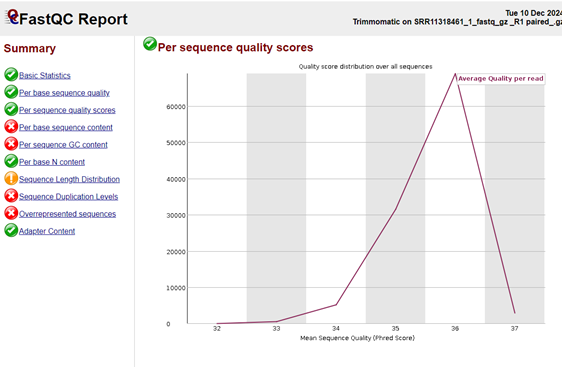 FastQC Report
Tue 10 Dec 2024
Trimmomatic on SRR11318461_1_fastq_gz _R1 paired_.gz
Summary
Basic Statistics
Per base sequence quality
Per sequence quality scores
Per base sequence content
Per sequence GC content
Per base N content
Sequence Length Distribution
Sequence Duplication Levels
Overrepresented sequences
Adapter Content
Per sequence quality scores
Quality score distribution over all sequences
Average Quality per read
60000
50000
40000
30000
20000
10000
0
32 33 34 35 36 37
Mean Sequence Quality (Phred Score)